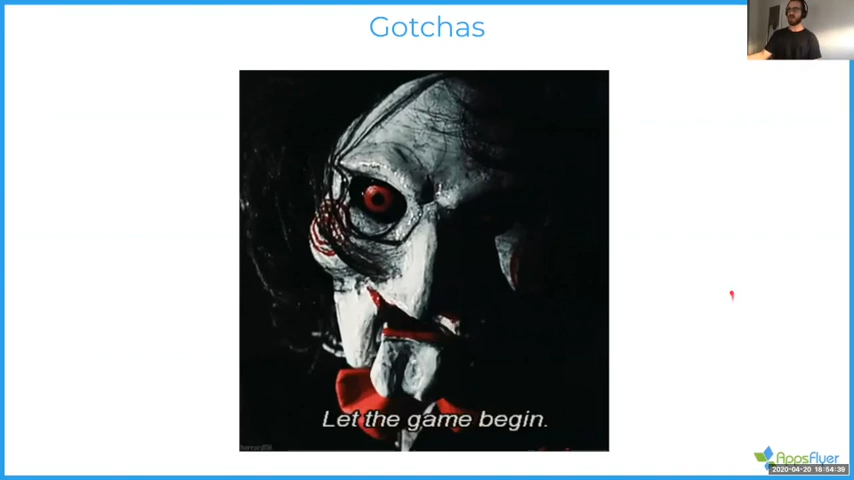 Gotchas
Let the game begin.
AppsFlyer
2020-04-20 18:54:39